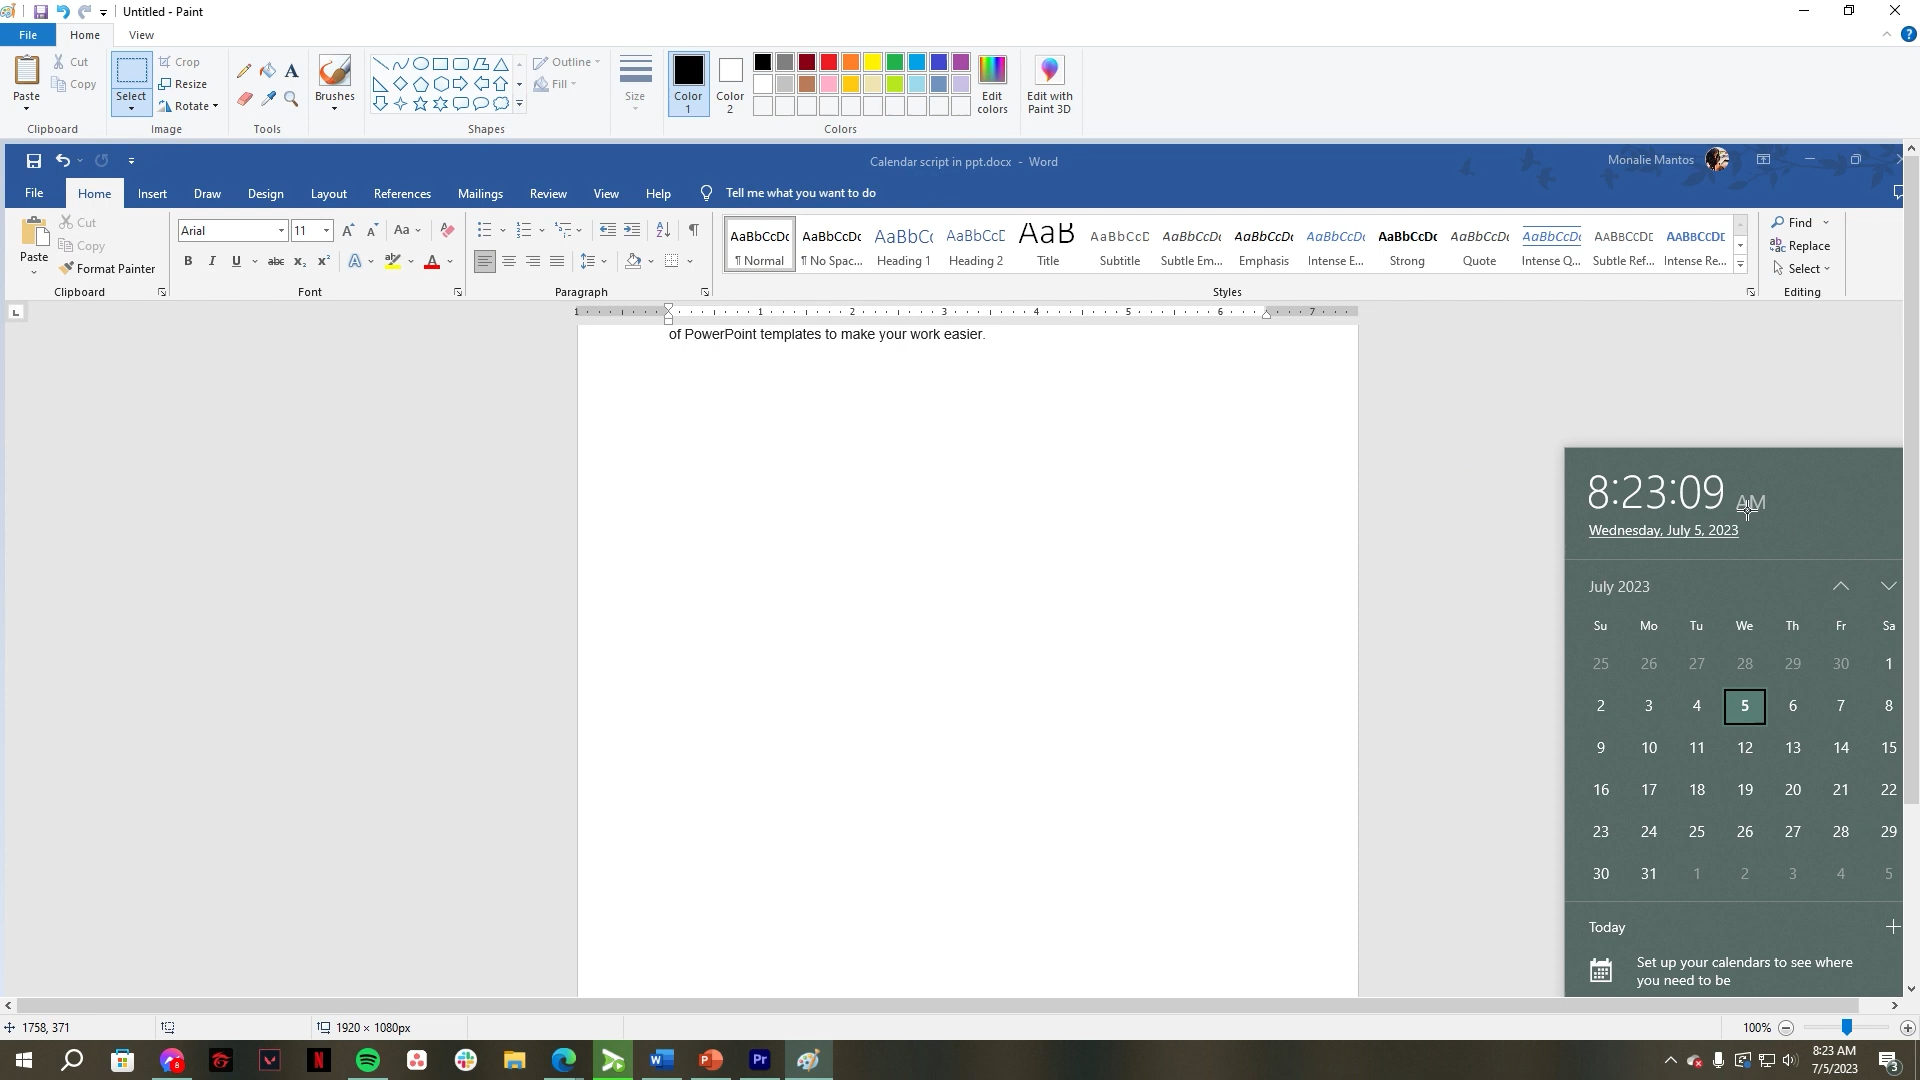 Untitled - Paint
File Home View
Paste
Cut
Copy
Clipboard
Select
Crop
Resize
Rotate
Image
Tools
Brushes
Shapes
Outline
Fill
Size
Color 1
Color 2
Edit colors
Colors
Edit with Paint 3D
Calendar script in ppt.docx - Word
Monalie Mantos
File Home Insert Draw Design Layout References Mailings Review View Help Tell me what you want to do
Paste
Cut
Copy
Format Painter
Clipboard
Arial 11
Font
Paragraph
AaBbCcDc AaBbCcDc AaBbCc AaBbCcE AaB AaBbCcD AaBbCcDc AaBbCcDc AaBbCcDc AaBbCcDc AaBbCcDc AaBbCcDc AaBbCcDc AaBbCcDc
¶ Normal ¶ No Spac... Heading 1 Heading 2 Title Subtitle Subtle Em... Emphasis Intense E... Strong Quote Intense Q... Subtle Ref... Intense Re...
Styles
Find
Replace
Select
Editing
1 1 2 3 4 5 6 7
of PowerPoint templates to make your work easier.
8:23:09 AM
Wednesday, July 5, 2023
July 2023
Su Mo Tu We Th Fr Sa
25 26 27 28 29 30 1
2 3 4 5 6 7 8
9 10 11 12 13 14 15
16 17 18 19 20 21 22
23 24 25 26 27 28 29
30 31 1 2 3 4 5
Today
Set up your calendars to see where
you need to be
1758, 371
1920 × 1080px
100%
8:23 AM
7/5/2023